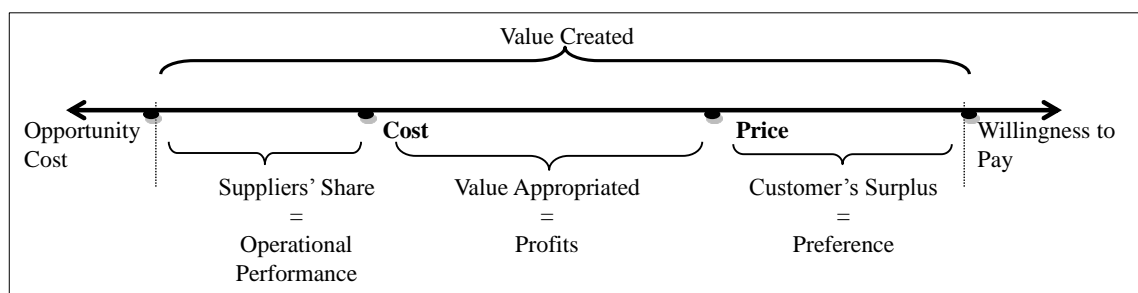 Value Created
Opportunity
Cost
Cost
Price
Willingness to
Pay
Suppliers’ Share
=
Operational
Performance
Value Appropriated
=
Profits
Customer’s Surplus
=
Preference